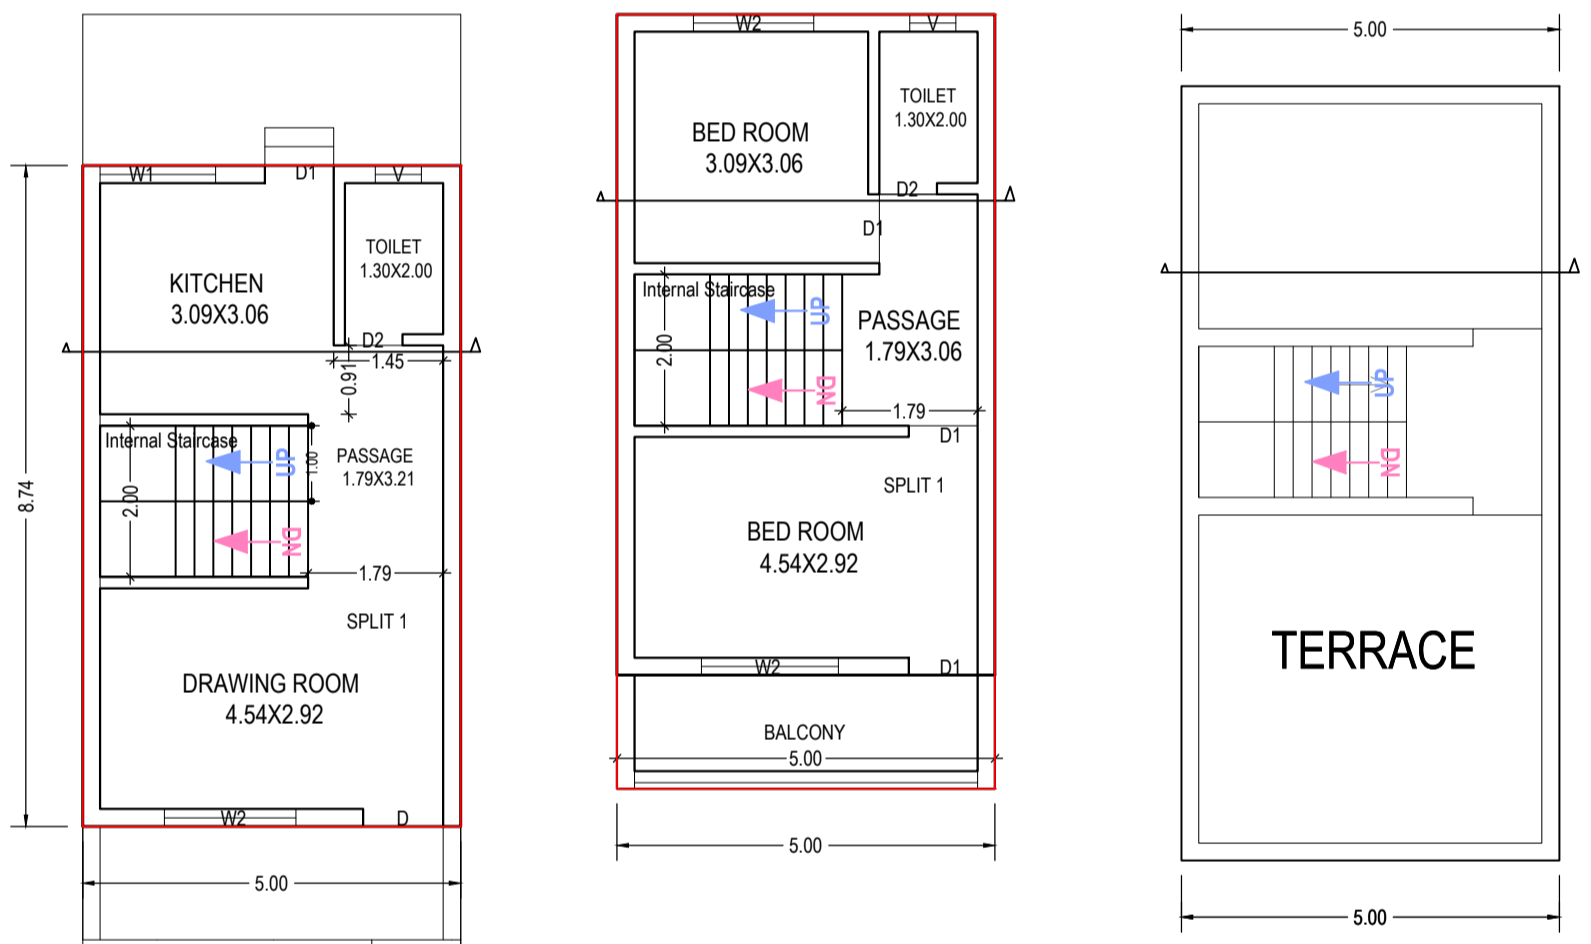 W1
D1
V
TOILET
1.30X2.00
KITCHEN
3.09X3.06
D2
1.45
0.91
Internal Staircase
UP
1.00
PASSAGE
1.79X3.21
2.00
DN
1.79
SPLIT 1
DRAWING ROOM
4.54X2.92
W2
D
8.74
5.00
W2
V
TOILET
1.30X2.00
BED ROOM
3.09X3.06
D2
D1
Internal Staircase
UP
PASSAGE
1.79X3.06
2.00
DN
1.79
D1
SPLIT 1
BED ROOM
4.54X2.92
W2
D1
BALCONY
5.00
5.00
5.00
UP
DN
TERRACE
5.00